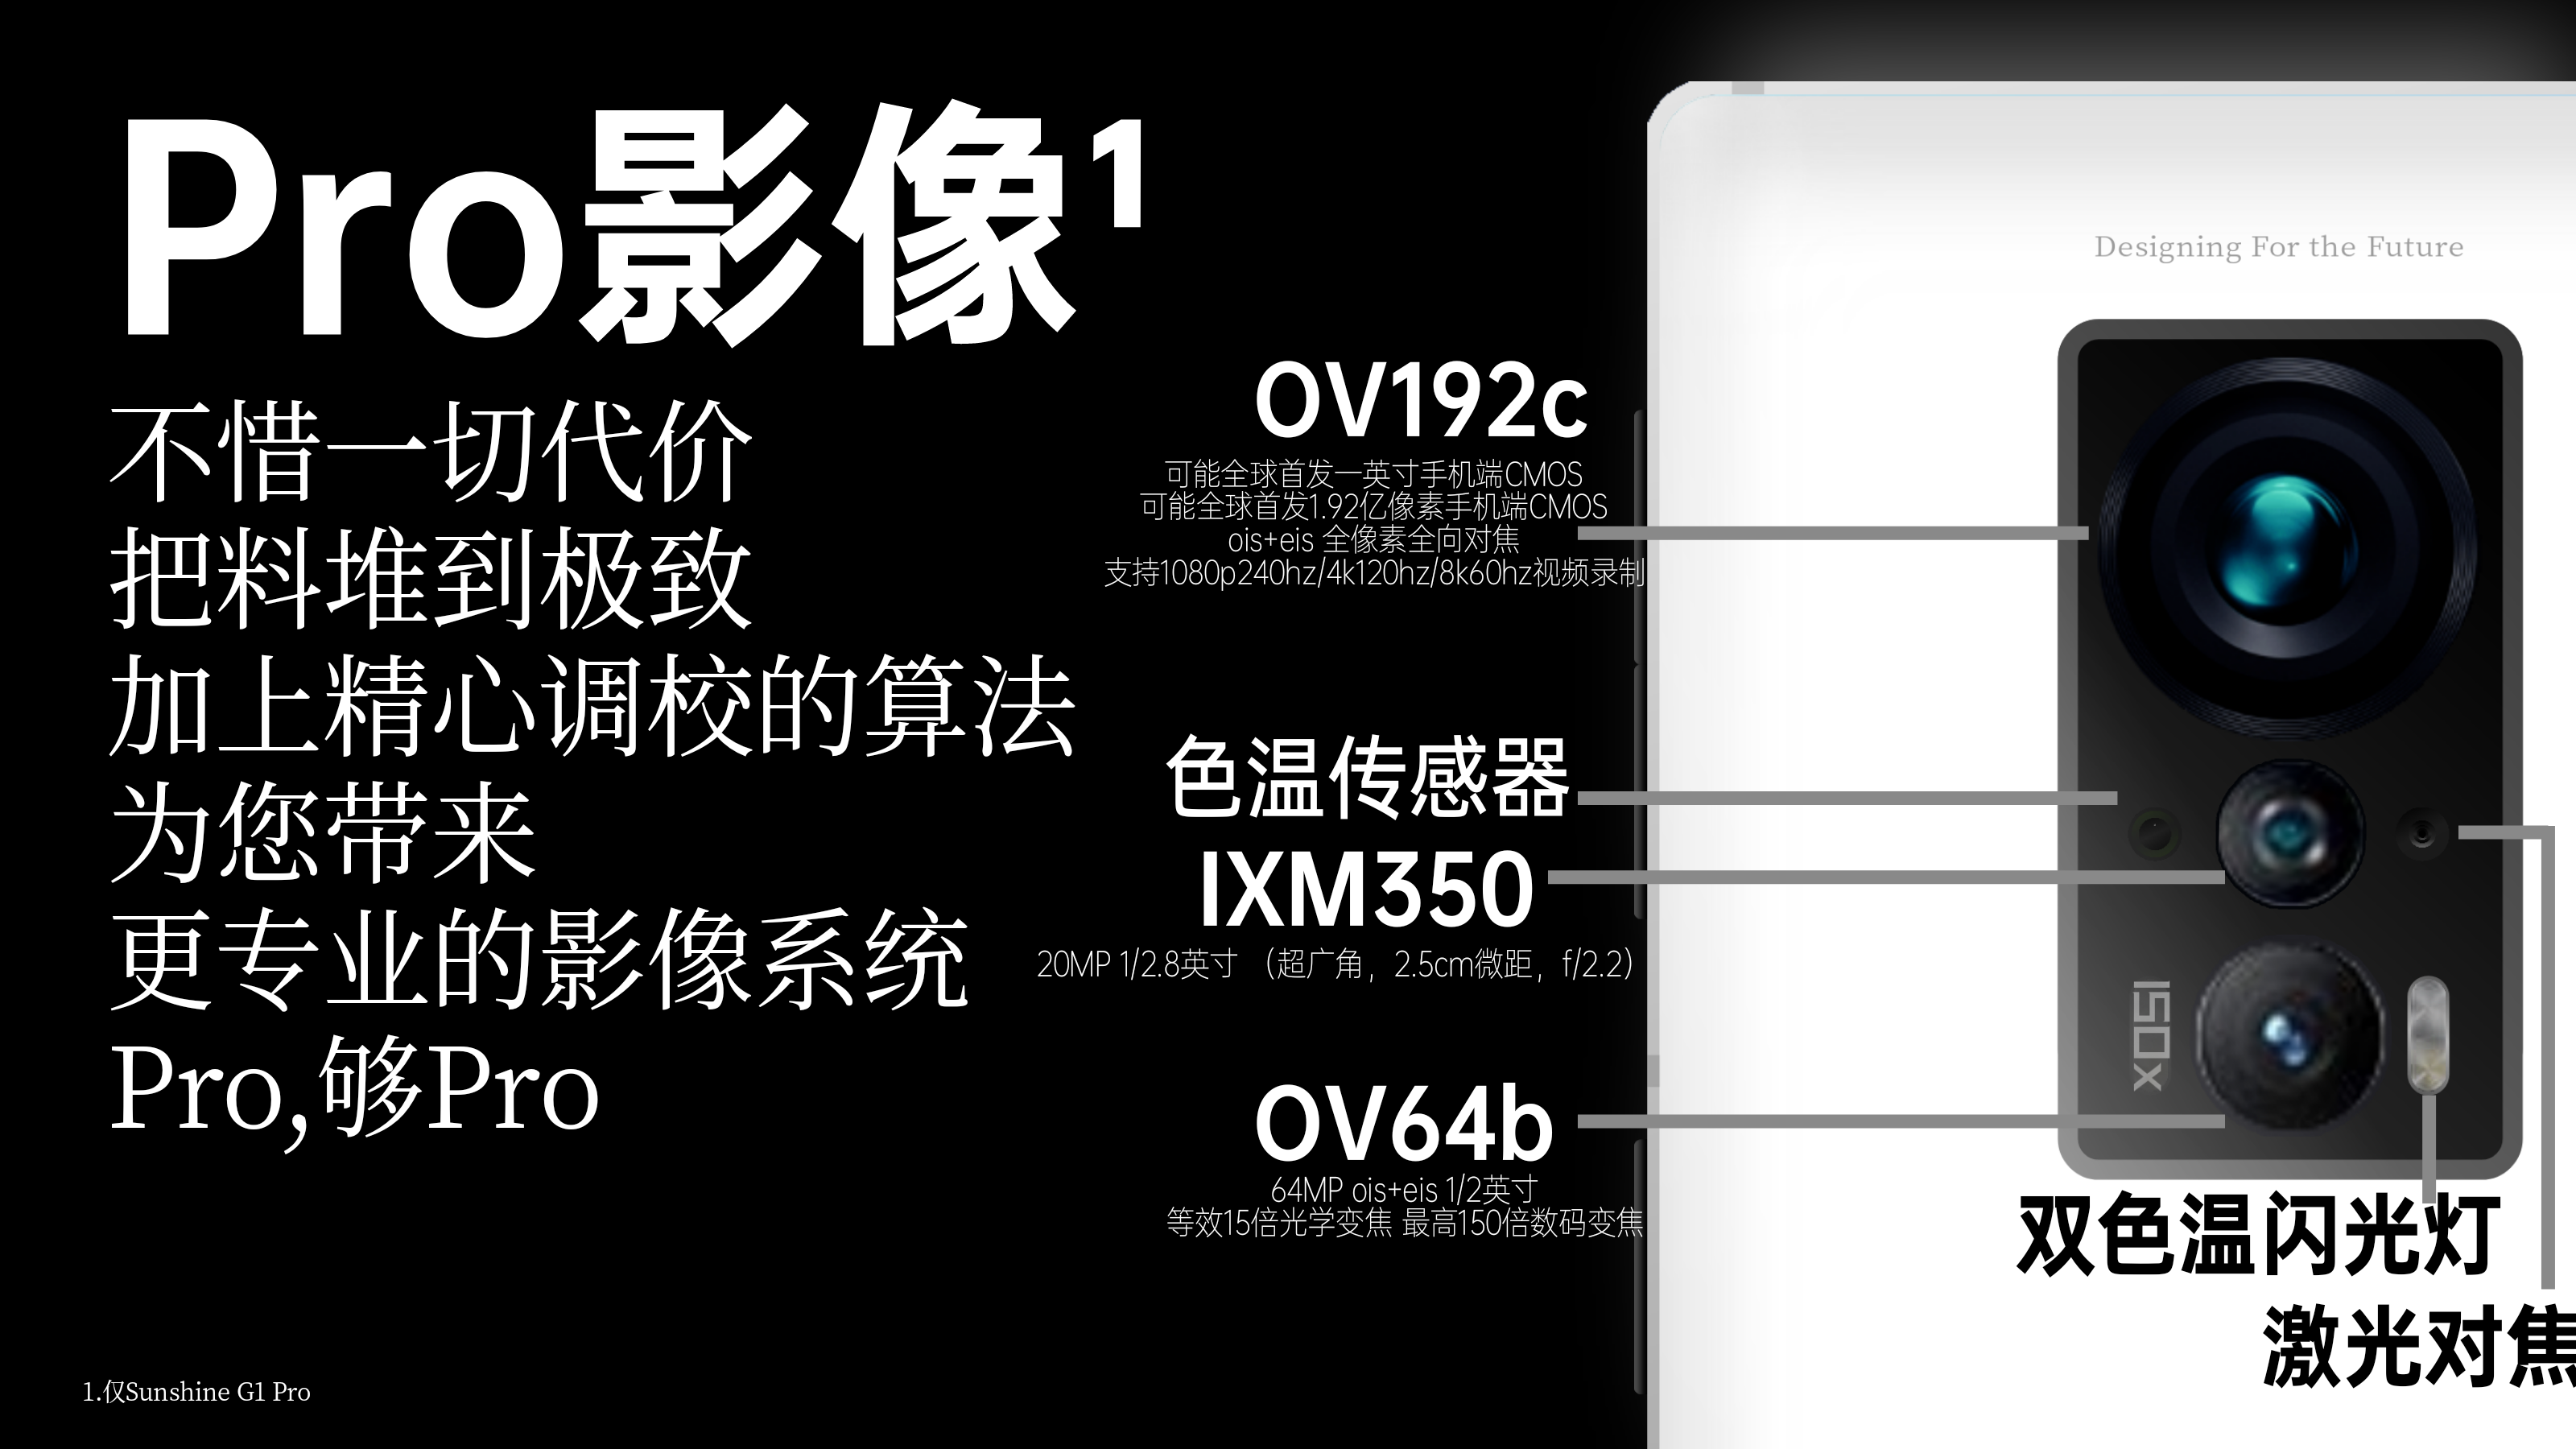 Pro影像¹
不惜一切代价
把料堆到极致
加上精心调校的算法
为您带来
更专业的影像系统
Pro,够Pro
OV192c
可能全球首发一英寸手机端CMOS
可能全球首发1.92亿像素手机端CMOS
ois+eis 全像素全向对焦
支持1080p240hz/4k120hz/8k60hz视频录制
色温传感器
IXM350
20MP 1/2.8英寸 （超广角，2.5cm微距，f/2.2）
OV64b
64MP ois+eis 1/2英寸
等效15倍光学变焦 最高150倍数码变焦
Designing For the Future
ISOX
双色温闪光灯
激光对焦
1.仅Sunshine G1 Pro